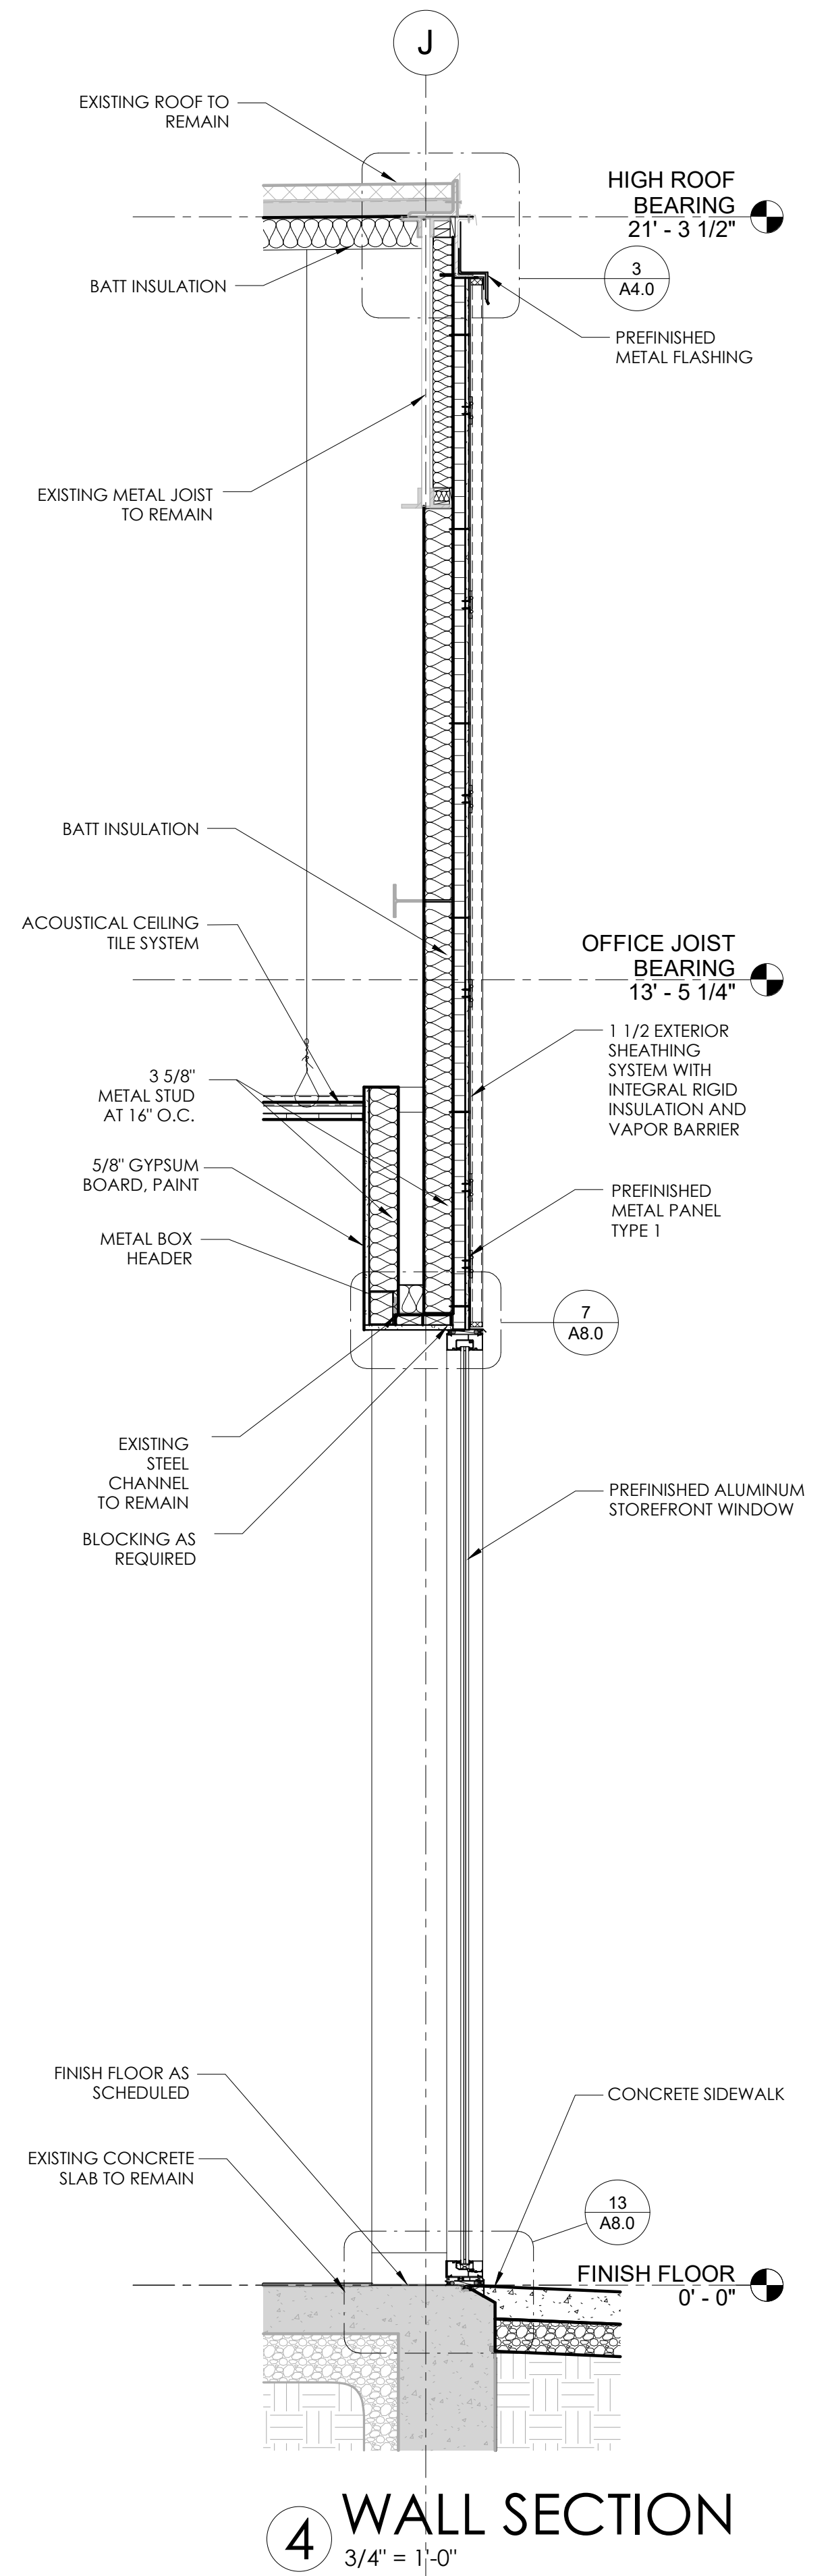 J
EXISTING ROOF TO
REMAIN
HIGH ROOF
BEARING
21' - 3 1/2"
3
A4.0
BATT INSULATION
PREFINISHED
METAL FLASHING
EXISTING METAL JOIST
TO REMAIN
BATT INSULATION
ACOUSTICAL CEILING
TILE SYSTEM
OFFICE JOIST
BEARING
13' - 5 1/4"
1 1/2 EXTERIOR
SHEATHING
SYSTEM WITH
INTEGRAL RIGID
INSULATION AND
VAPOR BARRIER
3 5/8"
METAL STUD
AT 16" O.C.
5/8" GYPSUM
BOARD, PAINT
PREFINISHED
METAL PANEL
TYPE 1
METAL BOX
HEADER
7
A8.0
EXISTING
STEEL
CHANNEL
TO REMAIN
BLOCKING AS
REQUIRED
PREFINISHED ALUMINUM
STOREFRONT WINDOW
FINISH FLOOR AS
SCHEDULED
CONCRETE SIDEWALK
EXISTING CONCRETE
SLAB TO REMAIN
13
A8.0
FINISH FLOOR
0' - 0"
4
WALL SECTION
3/4" = 1'-0"